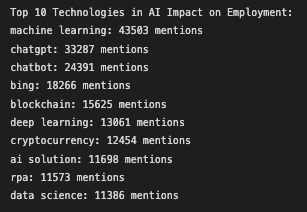 Top 10 Technologies in AI Impact on Employment:
machine learning: 43503 mentions
chatgpt: 33287 mentions
chatbot: 24391 mentions
bing: 18266 mentions
blockchain: 15625 mentions
deep learning: 13061 mentions
cryptocurrency: 12454 mentions
ai solution: 11698 mentions
rpa: 11573 mentions
data science: 11386 mentions